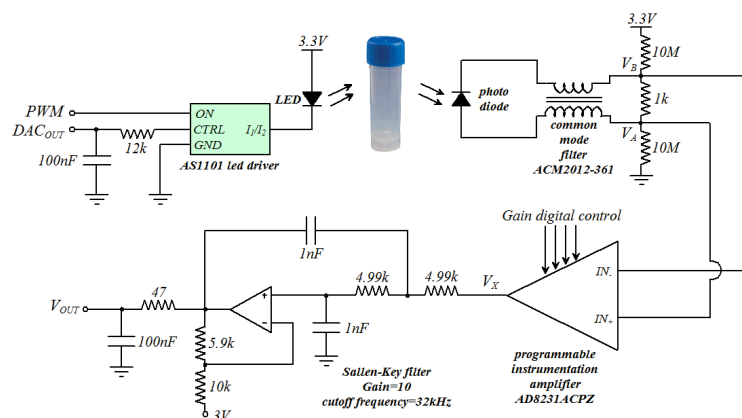 3.3V
3.3V
LED
PWM
DAC_OUT
ON
CTRL
GND
I₁/I₂
12k
100nF
AS1101 led driver
photo
diode
common
mode
filter
ACM2012-361
V_B
10M
1k
V_A
10M
Gain digital control
IN-
IN+
V_X
programmable
instrumentation
amplifier
AD8231ACPZ
1nF
4.99k
4.99k
1nF
+
-
47
V_OUT
100nF
5.9k
10k
3V
Sallen-Key filter
Gain=10
cutoff frequency=32kHz